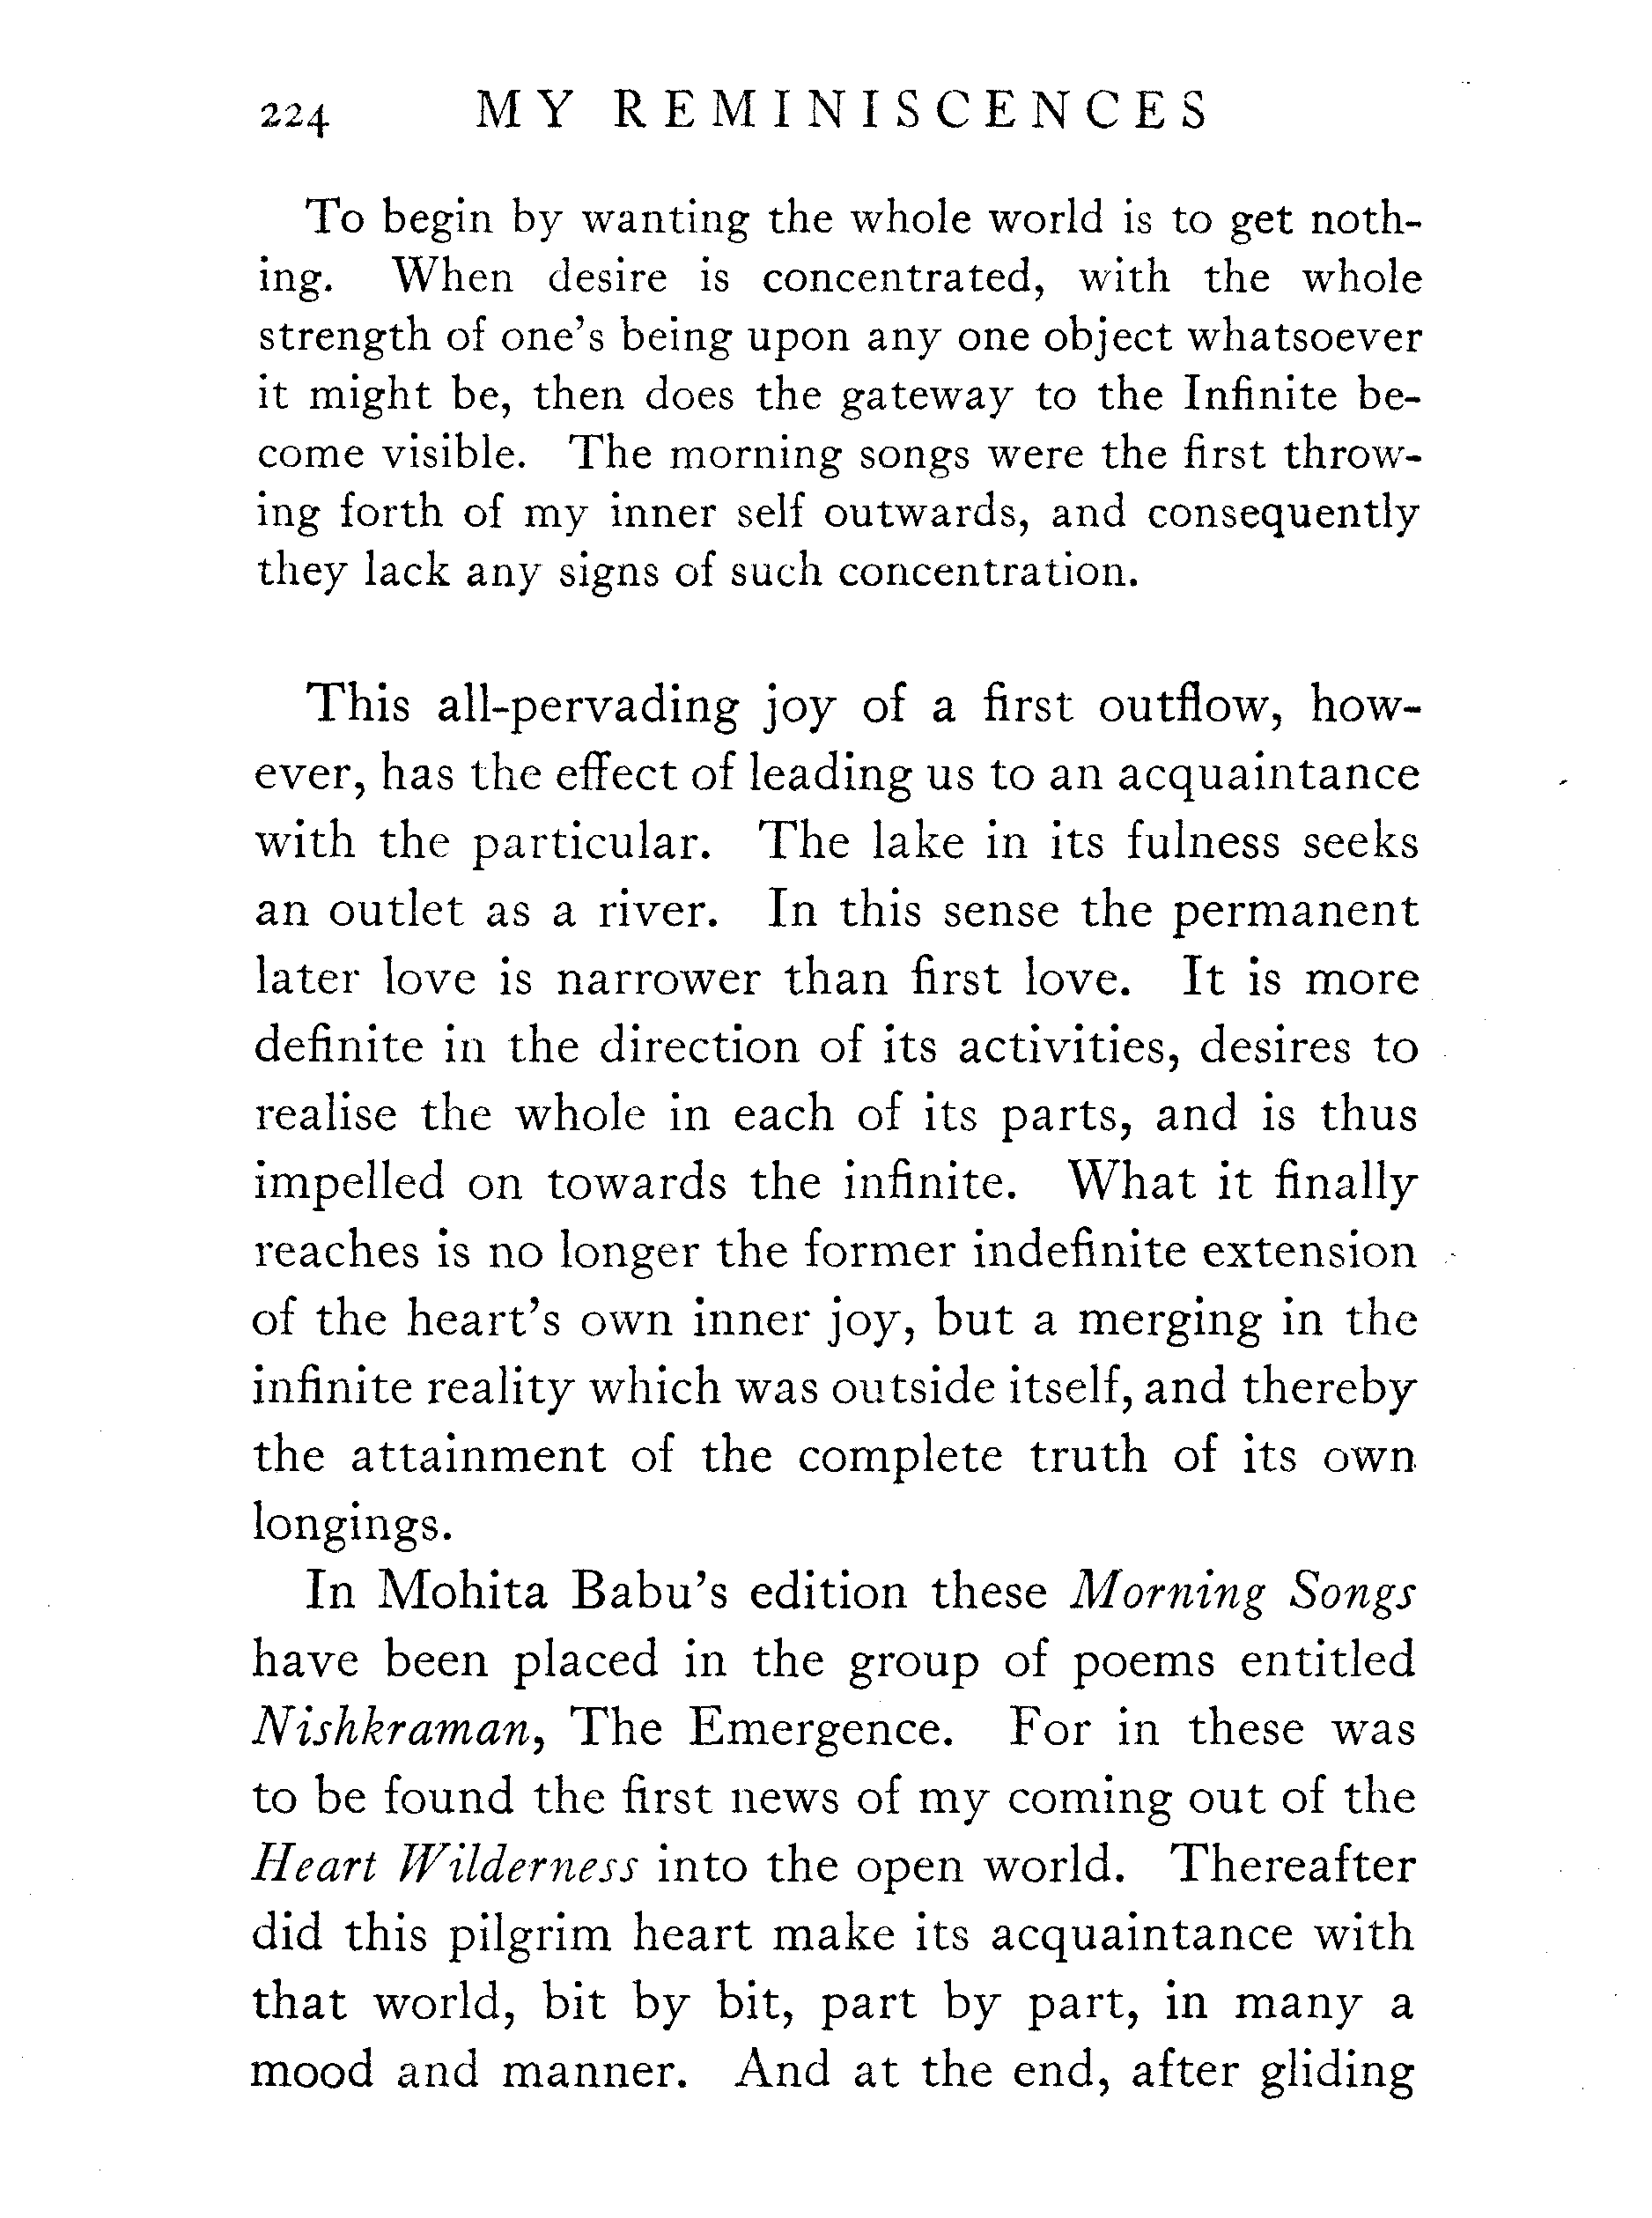 224 MY REMINISCENCES
To begin by wanting the whole world is to get noth-
ing. When desire is concentrated, with the whole
strength of one's being upon any one object whatsoever
it might be, then does the gateway to the Infinite be-
come visible. The morning songs were the first throw-
ing forth of my inner self outwards, and consequently
they lack any signs of such concentration.
This all-pervading joy of a first outflow, how-
ever, has the effect of leading us to an acquaintance
with the particular. The lake in its fulness seeks
an outlet as a river. In this sense the permanent
later love is narrower than first love. It is more
definite in the direction of its activities, desires to
realise the whole in each of its parts, and is thus
impelled on towards the infinite. What it finally
reaches is no longer the former indefinite extension
of the heart's own inner joy, but a merging in the
infinite reality which was outside itself, and thereby
the attainment of the complete truth of its own
longings.
In Mohita Babu's edition these Morning Songs
have been placed in the group of poems entitled
Nishkraman, The Emergence. For in these was
to be found the first news of my coming out of the
Heart Wilderness into the open world. Thereafter
did this pilgrim heart make its acquaintance with
that world, bit by bit, part by part, in many a
mood and manner. And at the end, after gliding